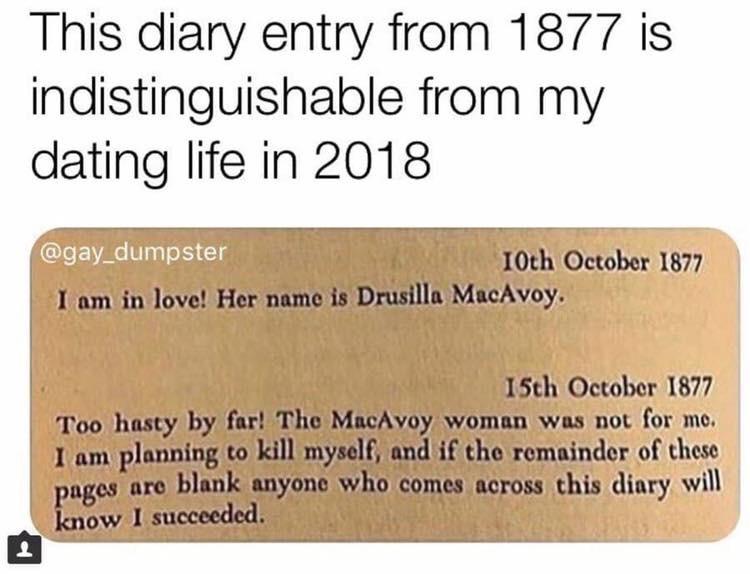 This diary entry from 1877 is
indistinguishable from my
dating life in 2018
@gay_dumpster
10th October 1877
I am in love! Her name is Drusilla MacAvoy.
15th October 1877
Too hasty by far! The MacAvoy woman was not for me.
I am planning to kill myself, and if the remainder of these
pages are blank anyone who comes across this diary will
know I succeeded.